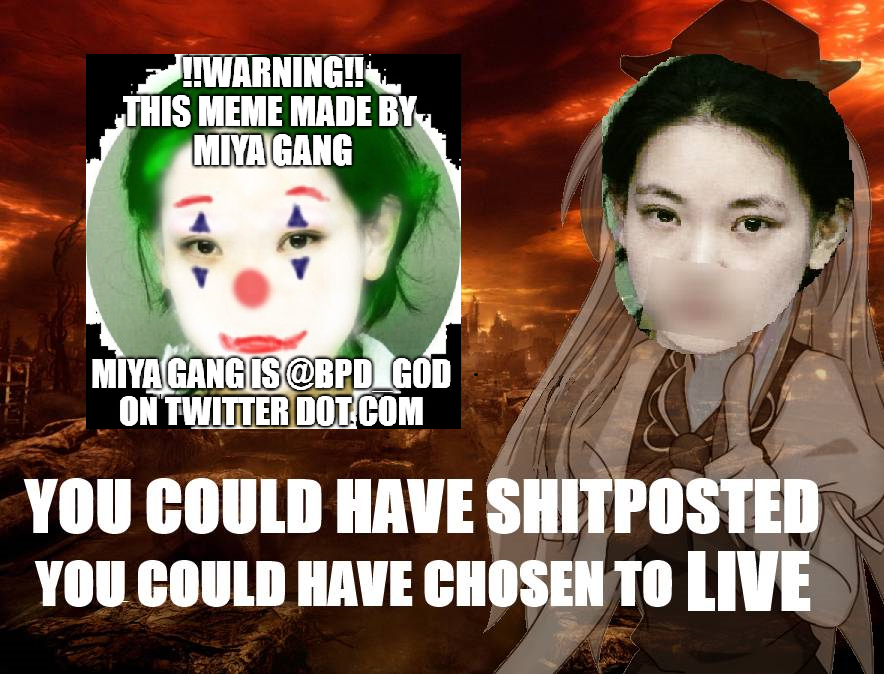 !!WARNING!!
THIS MEME MADE BY
MIYA GANG
MIYA GANG IS @BPD_GOD
ON TWITTER DOT.COM
YOU COULD HAVE SHITPOSTED
YOU COULD HAVE CHOSEN TO LIVE